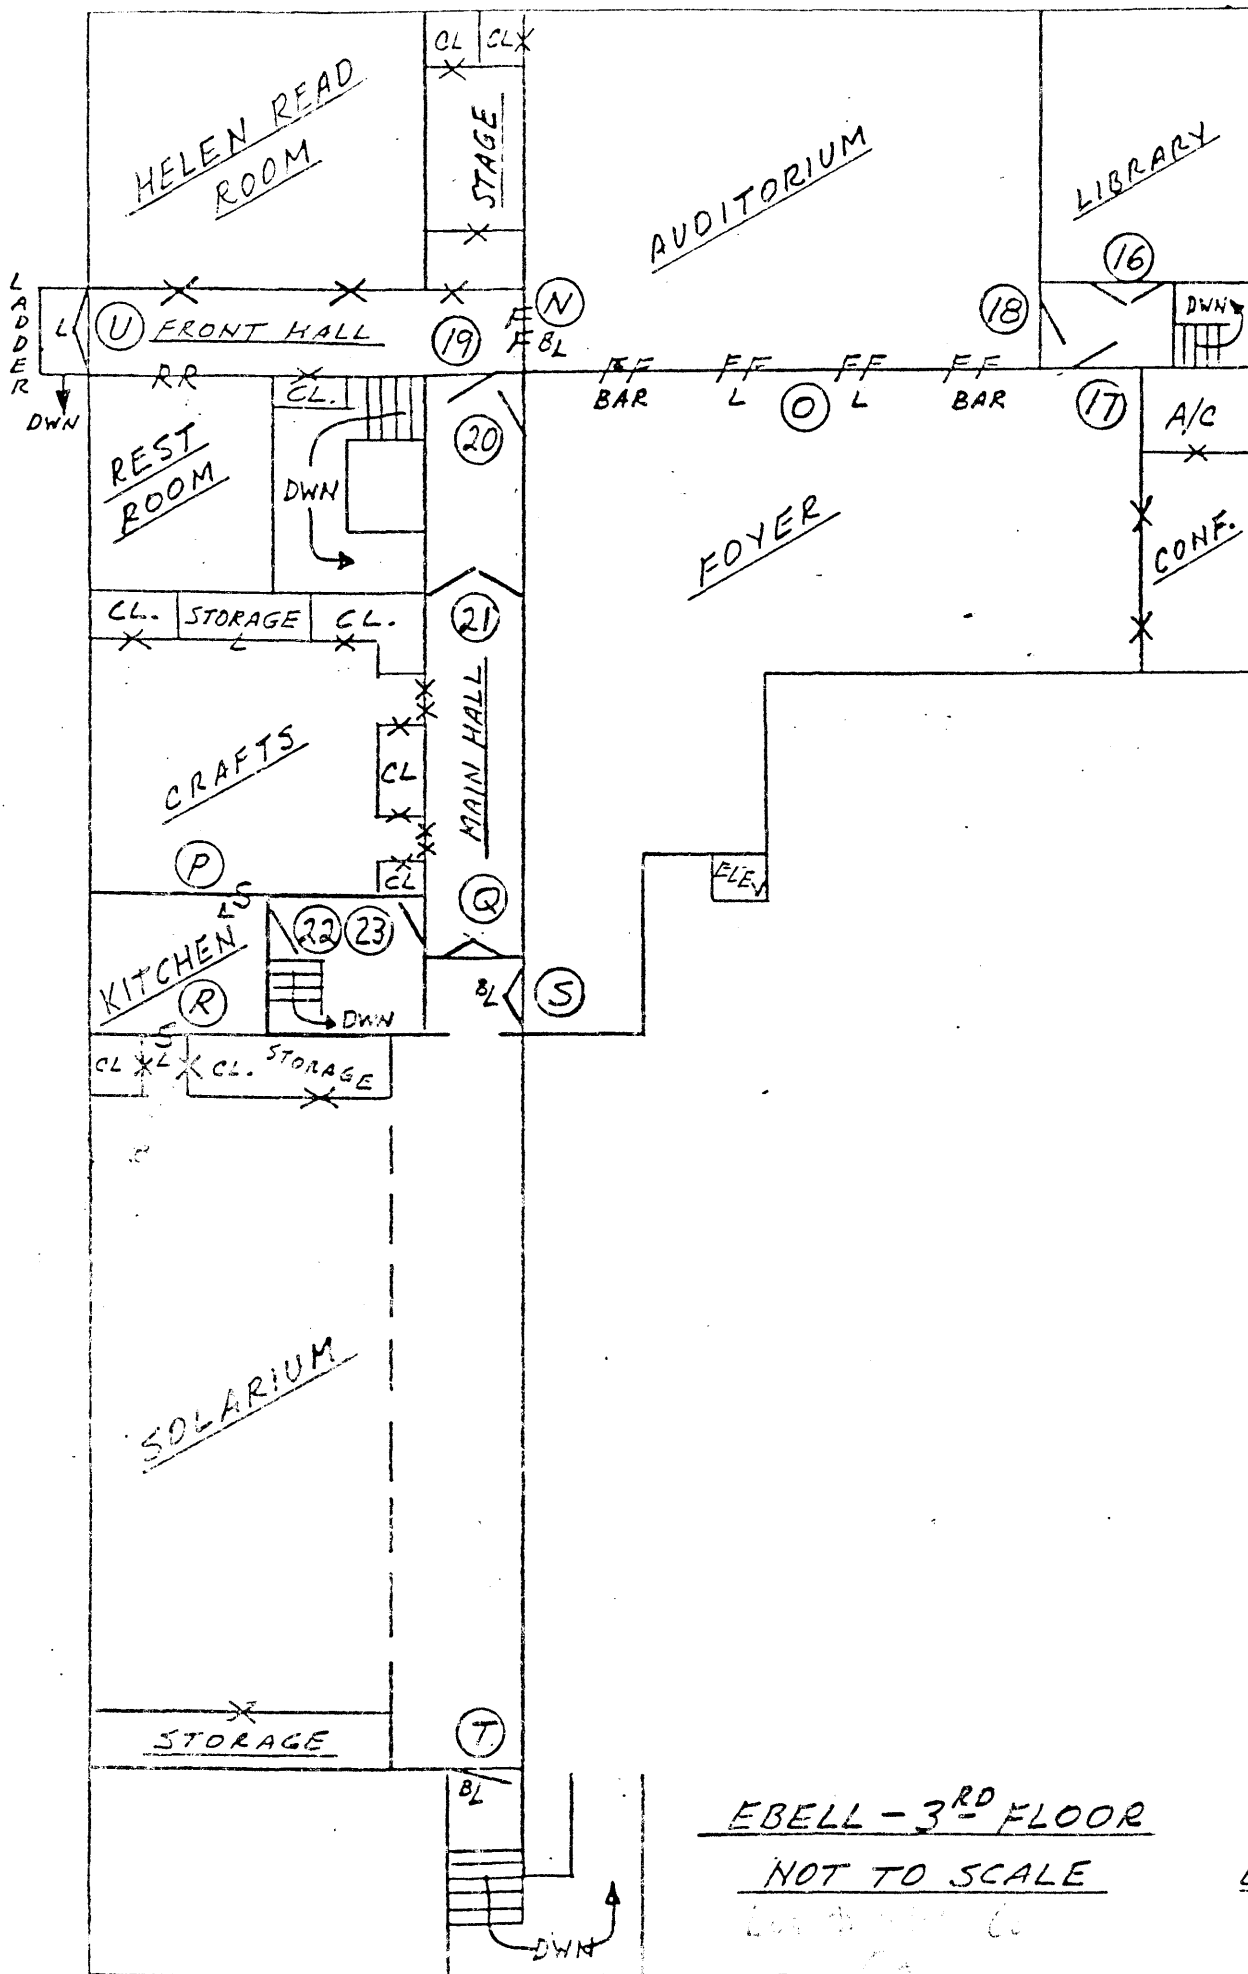 CL
CL
HELEN READ
ROOM
STAGE
AUDITORIUM
LIBRARY
16
LADDER
L
U
FRONT HALL
19
N
FF
BL
18
DWN
RR
CL.
FF
BAR
FF
L
O
FF
L
FF
BAR
17
A/C
DWN
REST
ROOM
DWN
20
FOYER
CONF.
CL.
STORAGE
CL.
L
21
CRAFTS
CL
MAIN HALL
P
CL
ELEV
Q
S
L
KITCHEN
22
23
R
DWN
BL
S
CL
S
L
CL.
STORAGE
SOLARIUM
STORAGE
T
BL
DWN
EBELL - 3RD FLOOR
NOT TO SCALE